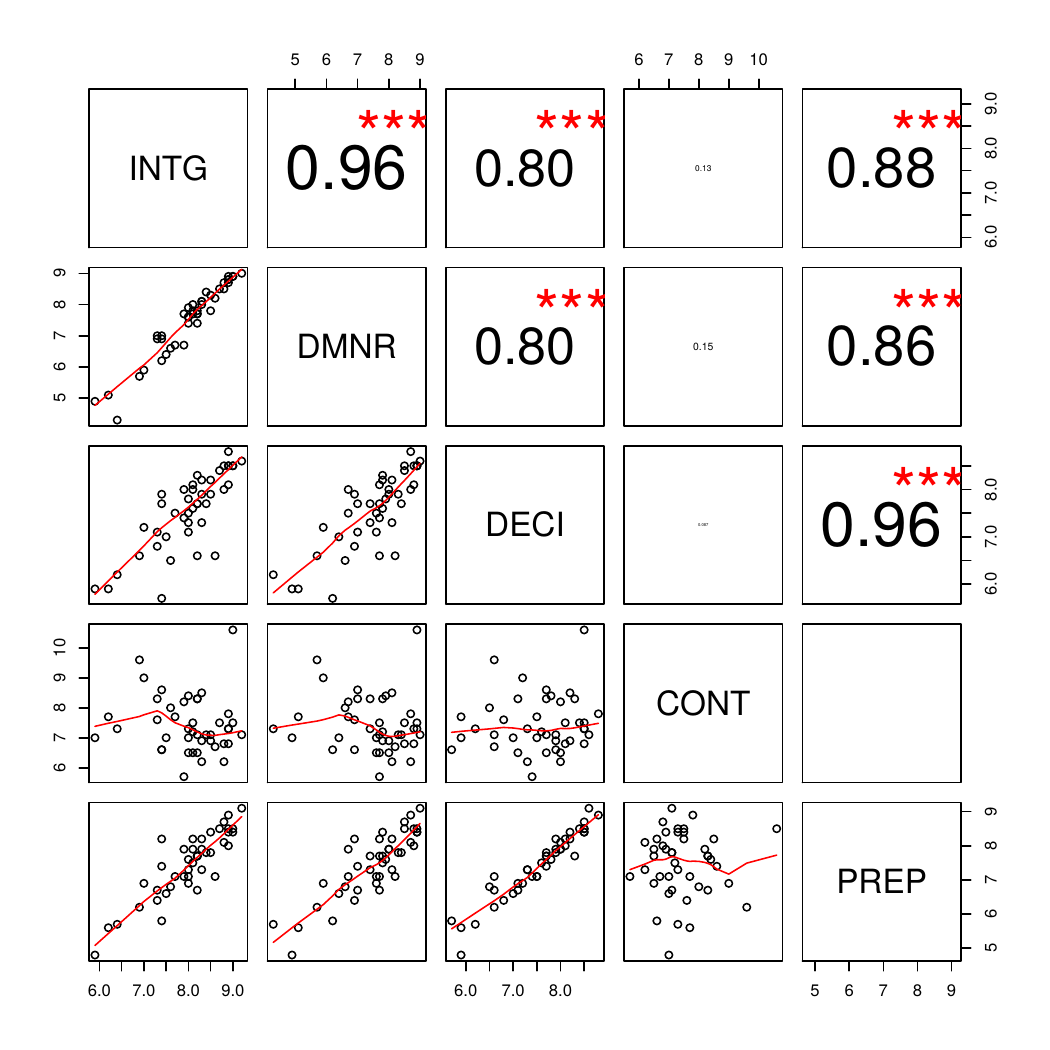 5 6 7 8 9 6 7 8 9 10
INTG *** 0.96 *** 0.80 0.13 *** 0.88 6.0 7.0 8.0 9.0
5 6 7 8 9 DMNR *** 0.80 0.15 *** 0.86
DECI *** 0.96 6.0 7.0 8.0
6 7 8 9 10 CONT
PREP 5 6 7 8 9
6.0 7.0 8.0 9.0 6.0 7.0 8.0 5 6 7 8 9